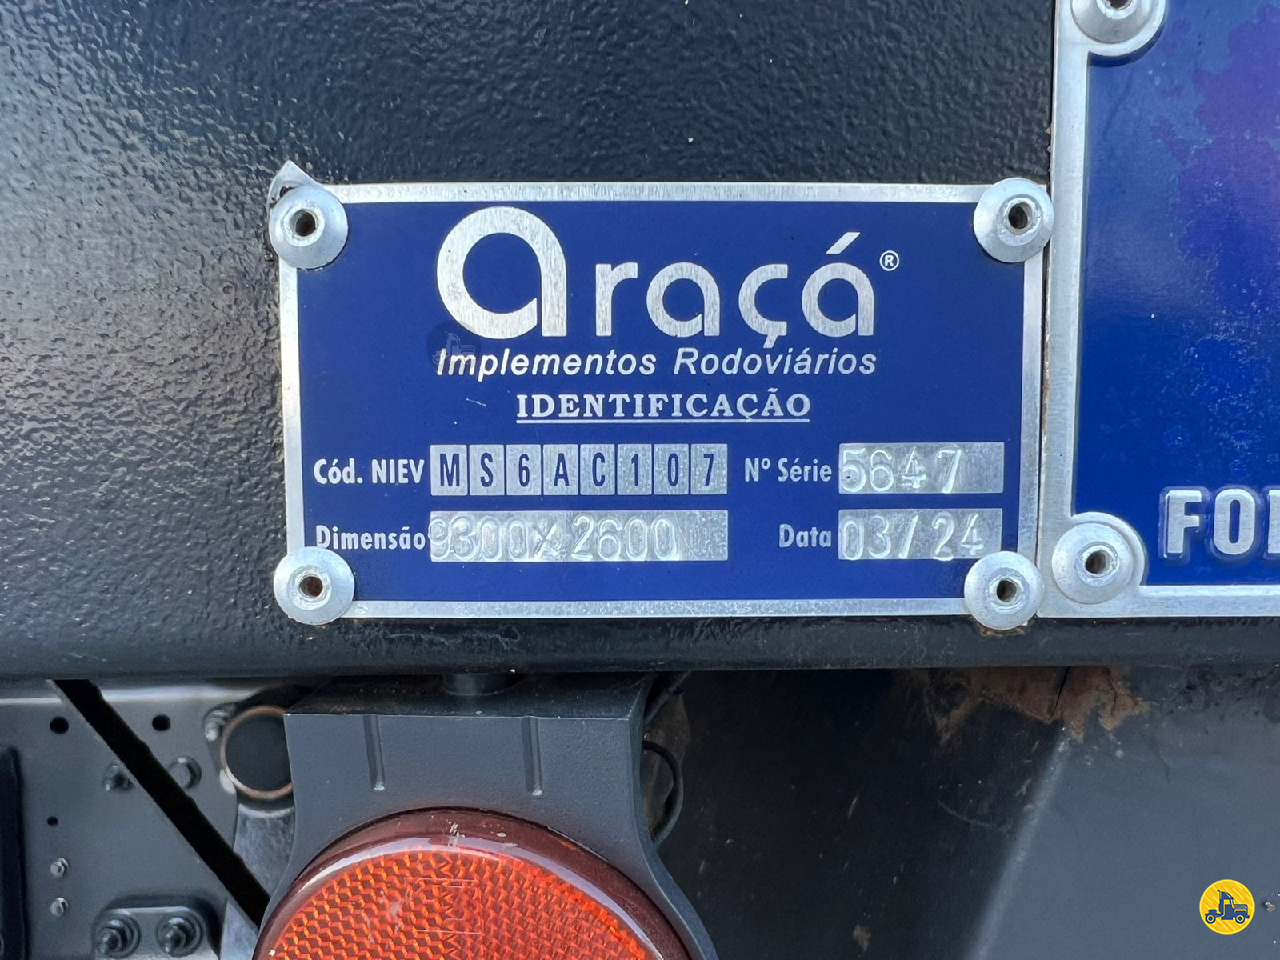 araçá®
Implementos Rodoviários
IDENTIFICAÇÃO
Cód. NIEV MS6AC107 Nº Série 5647
Dimensão 9300x2600 Data 03/24